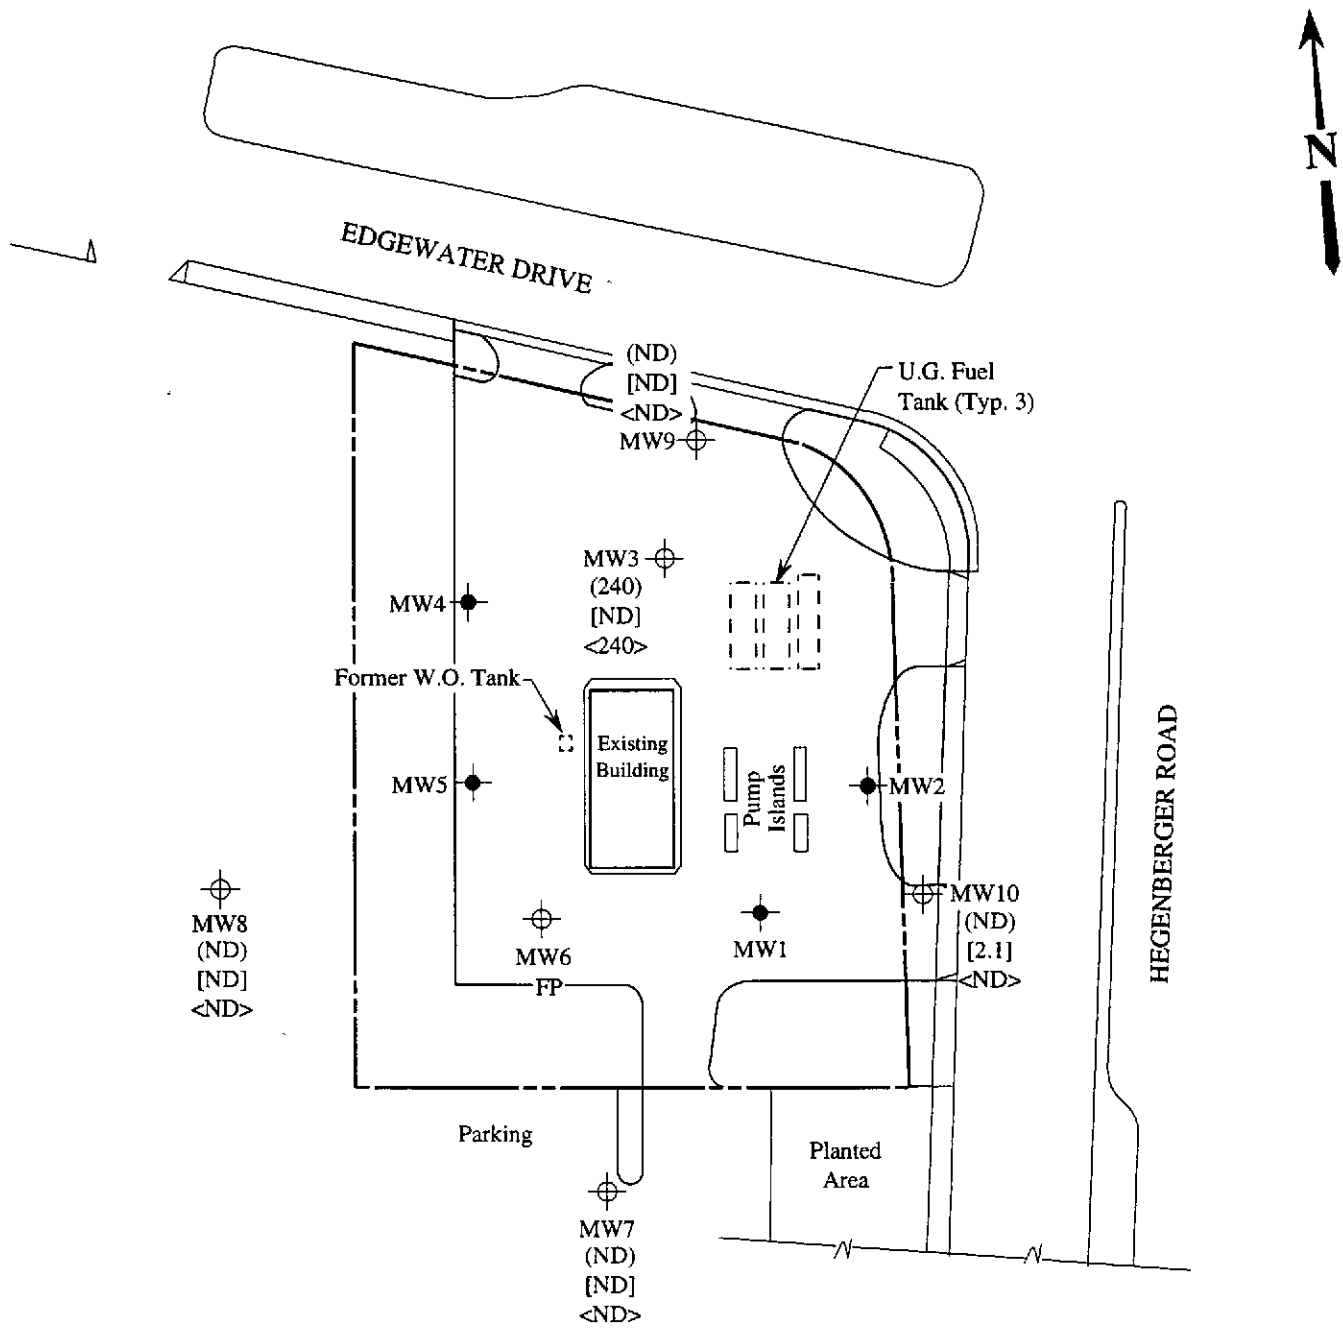 N
EDGEWATER DRIVE
(ND)
[ND]
<ND>
MW9
U.G. Fuel
Tank (Typ. 3)
MW3
(240)
[ND]
<240>
MW4
Former W.O. Tank
Existing
Building
Pump
Islands
MW5
MW2
HEGENBERGER ROAD
MW8
(ND)
[ND]
<ND>
MW6
FP
MW1
MW10
(ND)
[2.1]
<ND>
Parking
Planted
Area
MW7
(ND)
[ND]
<ND>